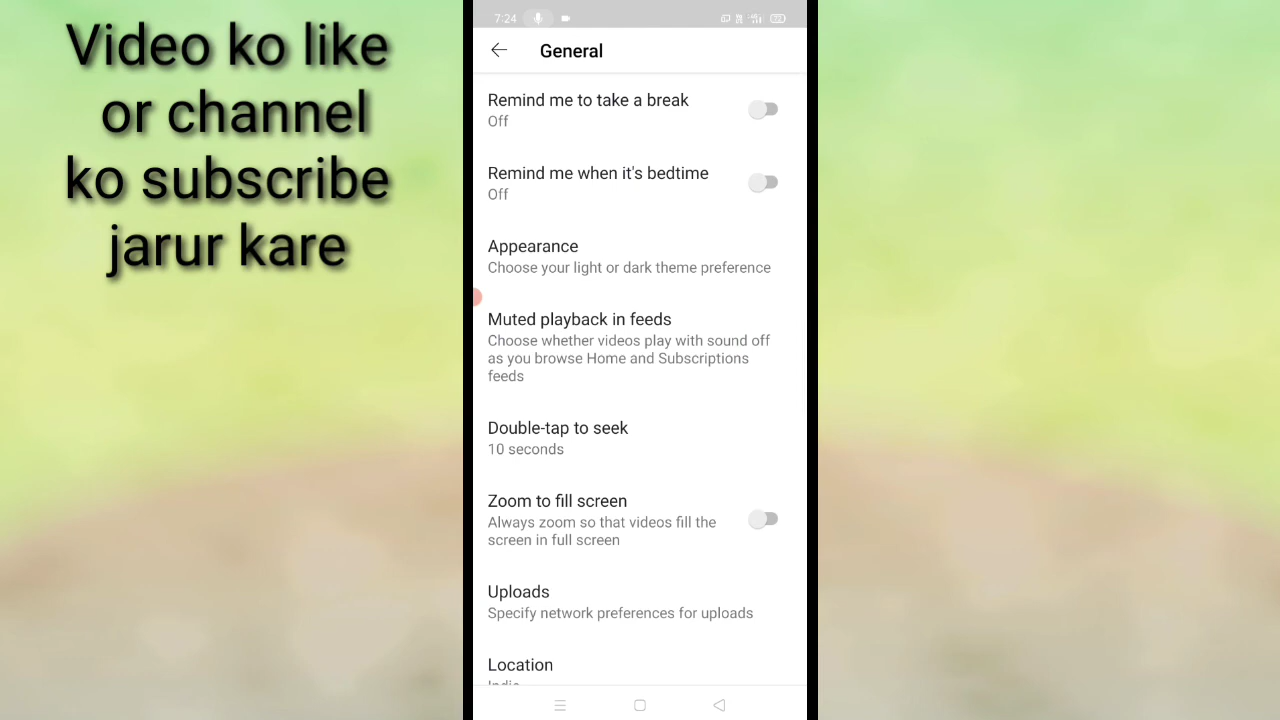 Video ko like
or channel
ko subscribe
jarur kare
7:24
General
Remind me to take a break
Off
Remind me when it's bedtime
Off
Appearance
Choose your light or dark theme preference
Muted playback in feeds
Choose whether videos play with sound off
as you browse Home and Subscriptions
feeds
Double-tap to seek
10 seconds
Zoom to fill screen
Always zoom so that videos fill the
screen in full screen
Uploads
Specify network preferences for uploads
Location
India